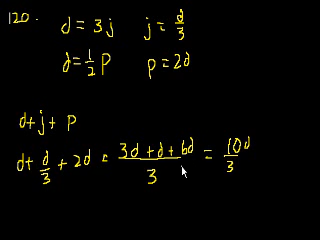 120. d = 3j j = d/3
d = 1/2 p p = 2d
d + j + p
d + d/3 + 2d = (3d + d + 6d)/3 = 10d/3